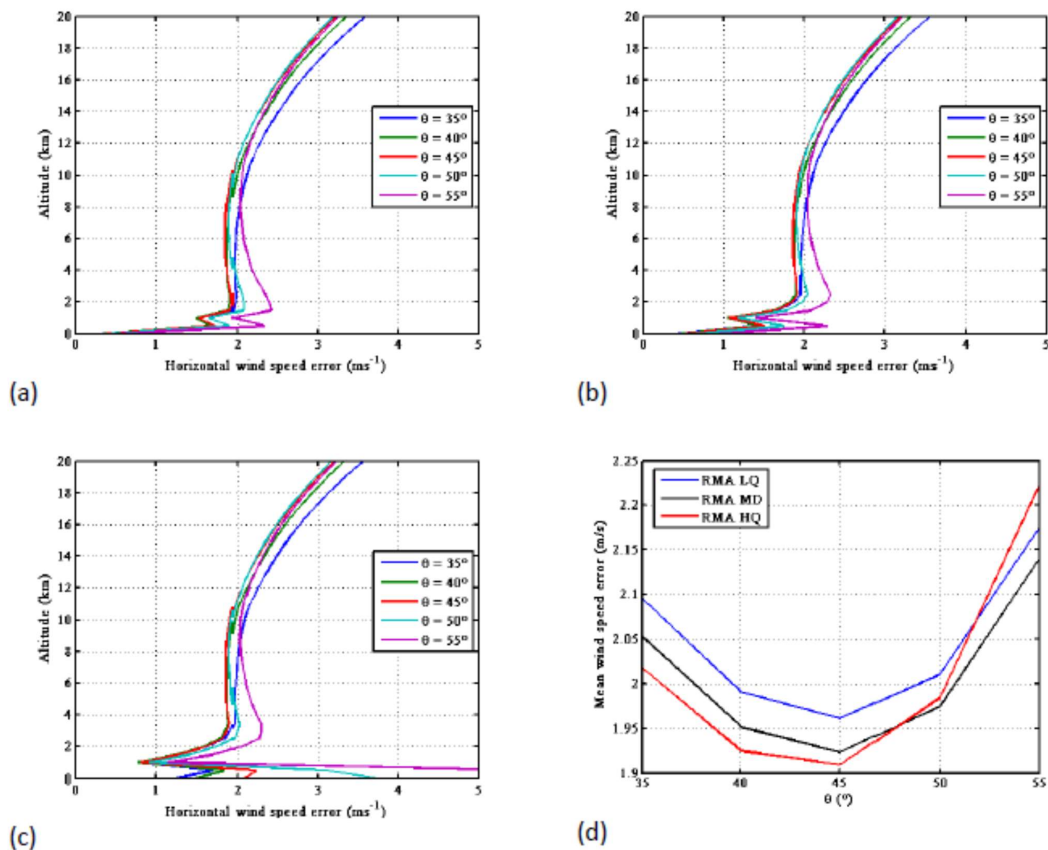 20
18
16
14
12
10
8
6
4
2
0
Altitude (km)
θ = 35º
θ = 40º
θ = 45º
θ = 50º
θ = 55º
0 1 2 3 4 5
Horizontal wind speed error (ms⁻¹)
(a)
20
18
16
14
12
10
8
6
4
2
0
Altitude (km)
θ = 35º
θ = 40º
θ = 45º
θ = 50º
θ = 55º
0 1 2 3 4 5
Horizontal wind speed error (ms⁻¹)
(b)
20
18
16
14
12
10
8
6
4
2
0
Altitude (km)
θ = 35º
θ = 40º
θ = 45º
θ = 50º
θ = 55º
0 1 2 3 4 5
Horizontal wind speed error (ms⁻¹)
(c)
2.25
2.2
2.15
2.1
2.05
2
1.95
1.9
Mean wind speed error (m/s)
RMA LQ
RMA MD
RMA HQ
35 40 45 50 55
θ (º)
(d)